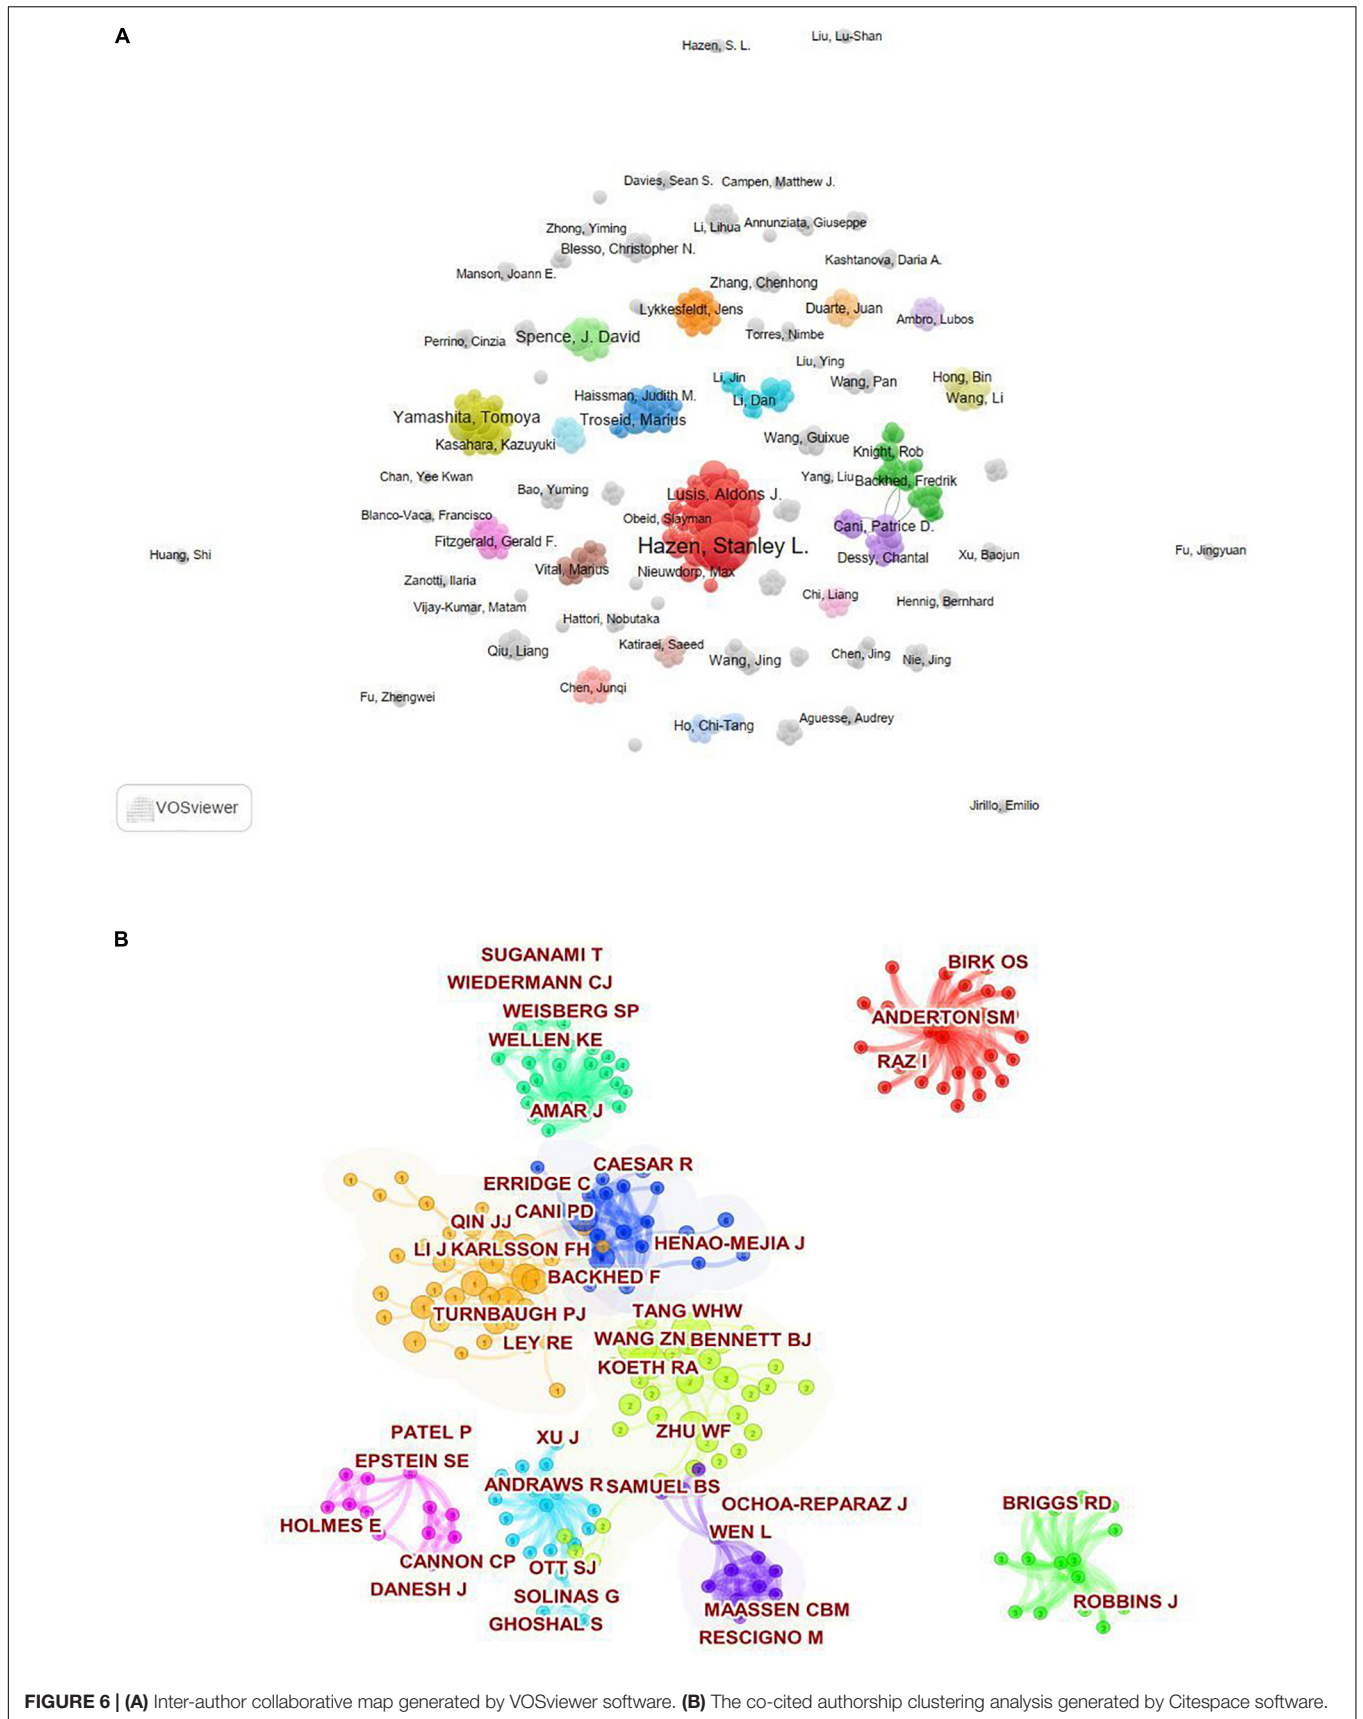 A
Hazen, S. L.
Liu, Lu-Shan
Davies, Sean S.
Campen, Matthew J.
Zhong, Yiming
Li, Lihua
Annunziata, Giuseppe
Blesso, Christopher N.
Manson, Joann E.
Kashtanova, Daria A.
Zhang, Chenhong
Lykkesfeldt, Jens
Duarte, Juan
Ambro, Lubos
Perrino, Cinzia
Spence, J. David
Torres, Nimbe
Liu, Ying
Li, Jin
Wang, Pan
Hong, Bin
Haissman, Judith M.
Li, Dan
Wang, Li
Yamashita, Tomoya
Troseid, Marius
Kasahara, Kazuyuki
Wang, Guixue
Knight, Rob
Chan, Yee Kwan
Yang, Liu
Backhed, Fredrik
Bao, Yuming
Lusis, Aldons J.
Blanco-Vaca, Francisco
Obeid, Slayman
Cani, Patrice D.
Fitzgerald, Gerald F.
Hazen, Stanley L.
Huang, Shi
Dessy, Chantal
Xu, Baojun
Fu, Jingyuan
Vital, Marius
Nieuwdorp, Max
Zanotti, Ilaria
Chi, Liang
Hennig, Bernhard
Vijay-Kumar, Matam
Hattori, Nobutaka
Qiu, Liang
Katiraei, Saeed
Wang, Jing
Chen, Jing
Nie, Jing
Chen, Junqi
Fu, Zhengwei
Ho, Chi-Tang
Aguesse, Audrey
VOSviewer
Jirillo, Emilio
B
SUGANAMI T
WIEDERMANN CJ
WEISBERG SP
WELLEN KE
AMAR J
BIRK OS
ANDERTON SM
RAZ I
CAESAR R
ERRIDGE C
CANI PD
QIN JJ
LI J KARLSSON FH
HENAO-MEJIA J
BACKHED F
TURNBAUGH PJ
LEY RE
TANG WHW
WANG ZN BENNETT BJ
KOETH RA
ZHU WF
PATEL P
EPSTEIN SE
HOLMES E
CANNON CP
DANESH J
XU J
ANDRAWS R SAMUEL BS
OTT SJ
SOLINAS G
GHOSHAL S
OCHOA-REPARAZ J
WEN L
MAASSEN CBM
RESCIGNO M
BRIGGS RD
ROBBINS J
FIGURE 6 | (A) Inter-author collaborative map generated by VOSviewer software. (B) The co-cited authorship clustering analysis generated by Citespace software.